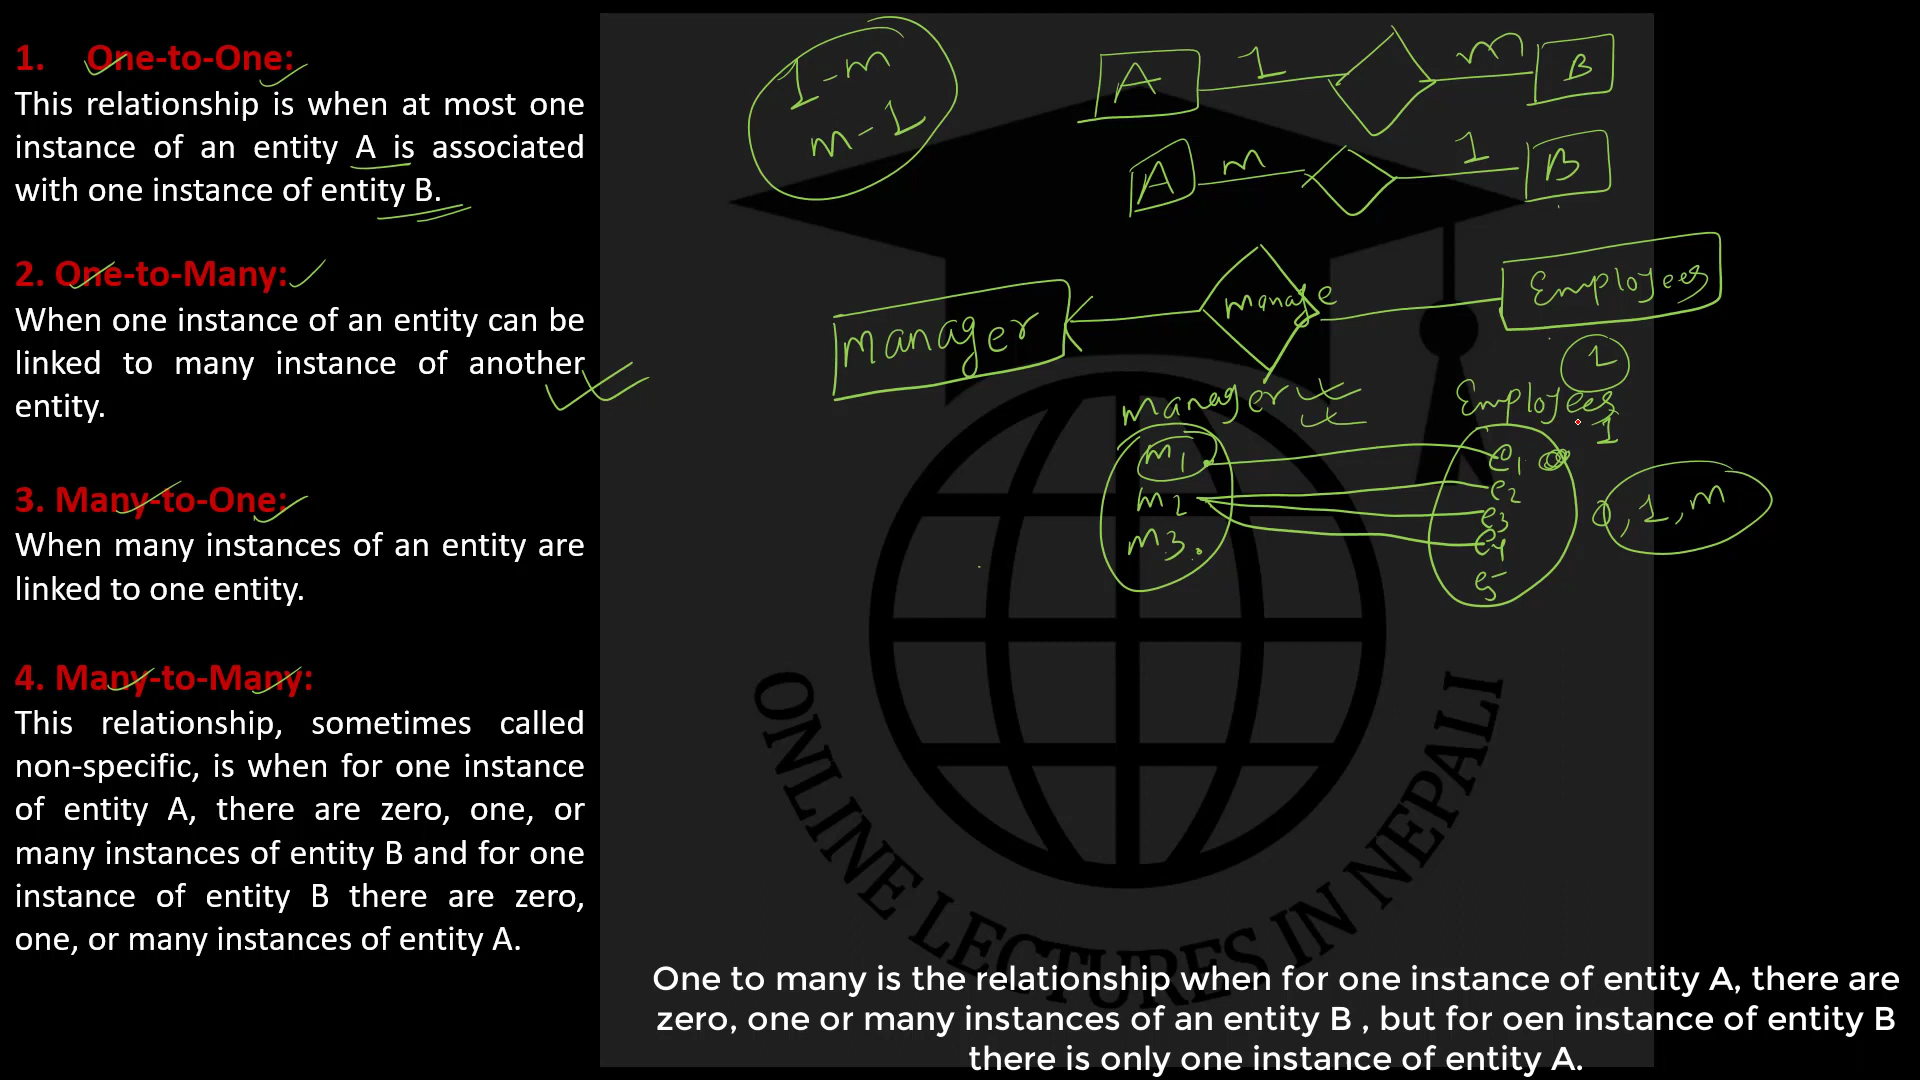 1. One-to-One:
This relationship is when at most one
instance of an entity A is associated
with one instance of entity B.
2. One-to-Many:
When one instance of an entity can be
linked to many instance of another
entity.
3. Many-to-One:
When many instances of an entity are
linked to one entity.
4. Many-to-Many:
This relationship, sometimes called
non-specific, is when for one instance
of entity A, there are zero, one, or
many instances of entity B and for one
instance of entity B there are zero,
one, or many instances of entity A.
1-m
m-1
A 1 m B
A m 1 B
manager manage Employees
1
manager Employees
1
m1 e1
m2 e2
e3
m3 e4
e5
0, 1, m
ONLINE LECTURES IN NEPALI
One to many is the relationship when for one instance of entity A, there are
zero, one or many instances of an entity B , but for oen instance of entity B
there is only one instance of entity A.